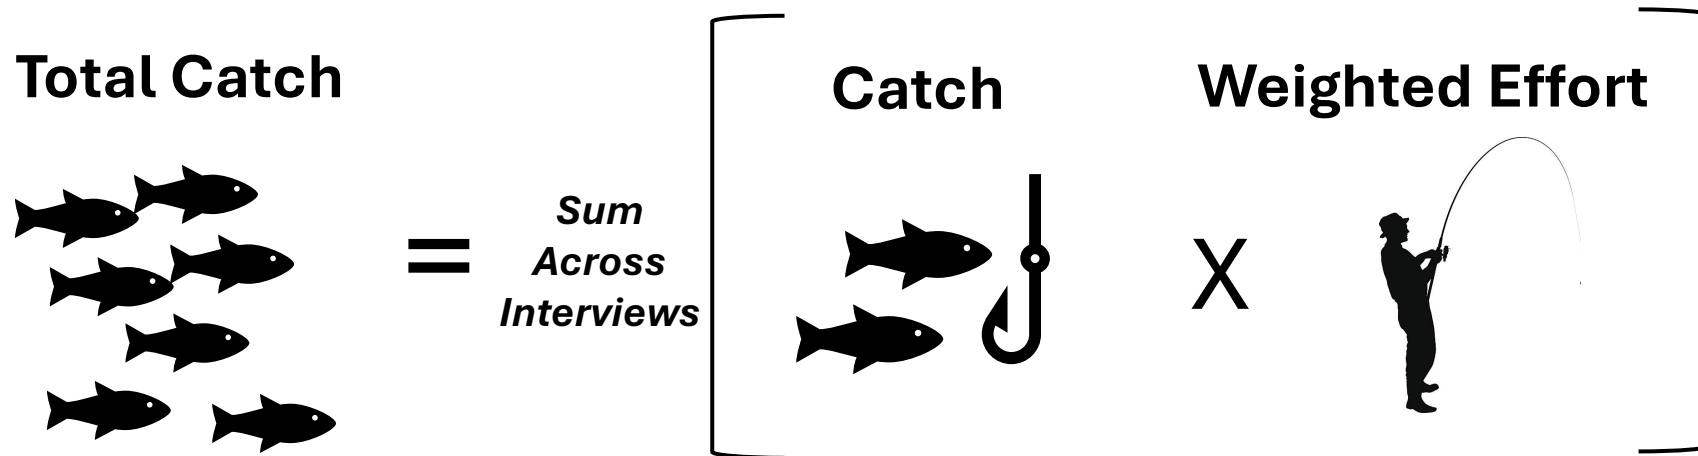 Total Catch
=
Sum
Across
Interviews
Catch
X
Weighted Effort